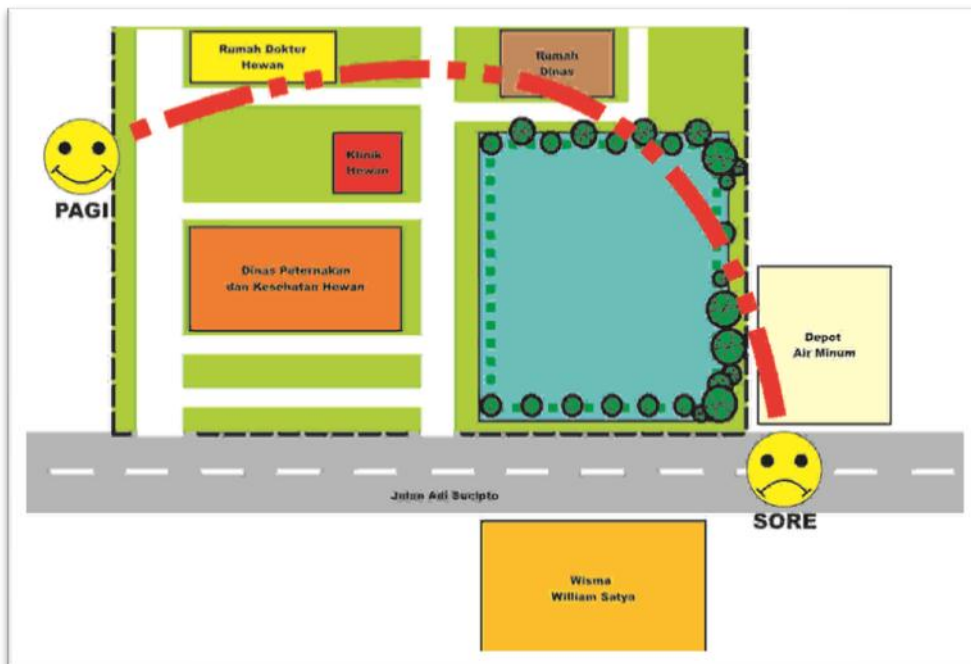 Rumah Doktur
Hewan
Rumah
Dinas
Klinik
Hewan
PAGI
Dinas Peternakan
dan Kesehatan Hewan
Depot
Air Minum
Jalan Adi Sucipto
SORE
Wisma
William Satya